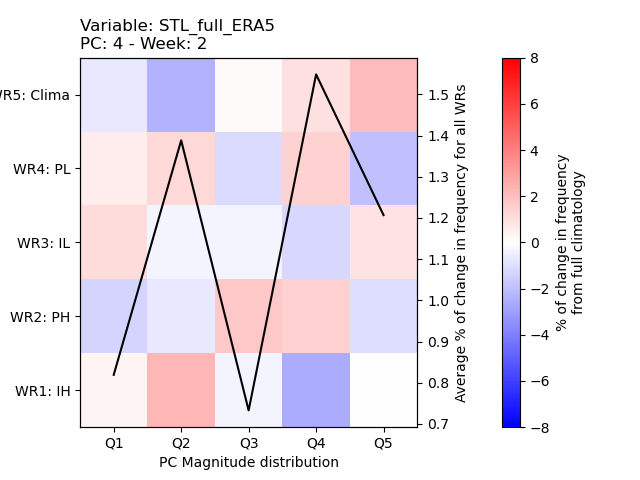 Variable: STL_full_ERA5
PC: 4 - Week: 2
R5: Clima
WR4: PL
WR3: IL
WR2: PH
WR1: IH
Q1 Q2 Q3 Q4 Q5
PC Magnitude distribution
1.5
1.4
1.3
1.2
1.1
1.0
0.9
0.8
0.7
Average % of change in frequency for all WRs
8
6
4
2
0
−2
−4
−6
−8
% of change in frequency
from full climatology